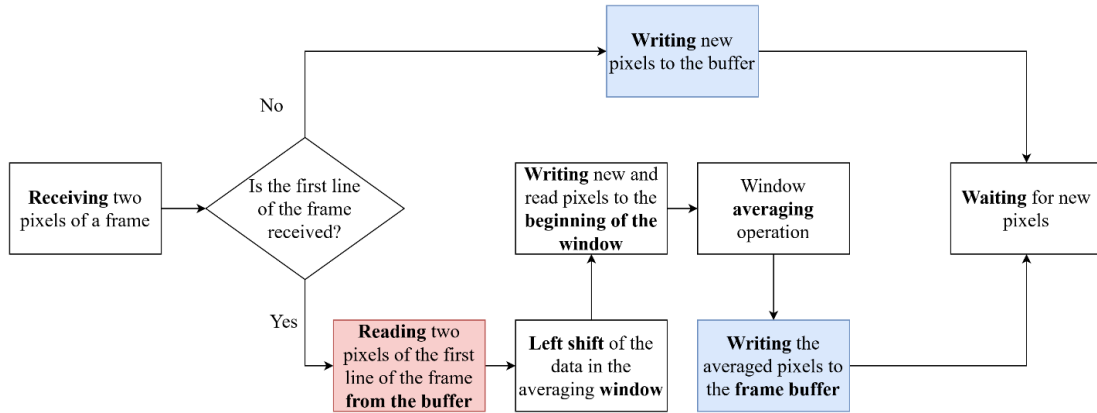 Writing new
pixels to the buffer
No
Receiving two
pixels of a frame
Is the first line
of the frame
received?
Writing new and
read pixels to the
beginning of the
window
Window
averaging
operation
Waiting for new
pixels
Yes
Reading two
pixels of the first
line of the frame
from the buffer
Left shift of the
data in the
averaging window
Writing the
averaged pixels to
the frame buffer